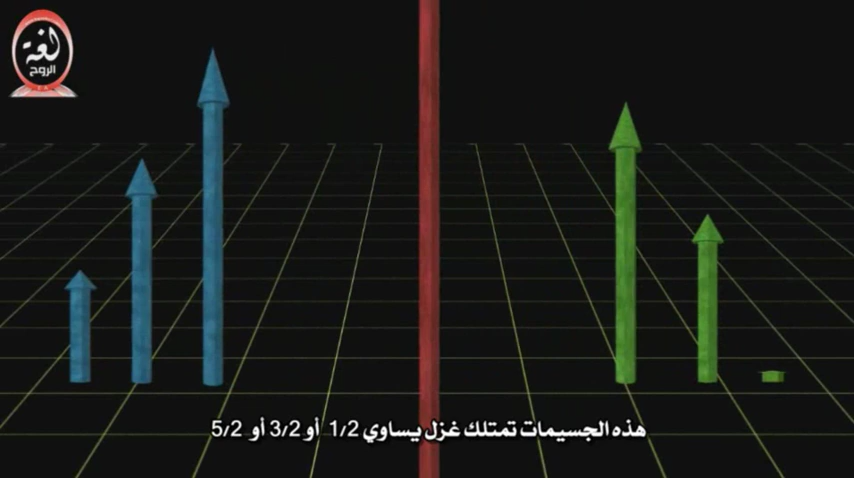 لغة
الروح
هذه الجسيمات تمتلك غزل يساوي 1/2 أو 3/2 أو 5/2